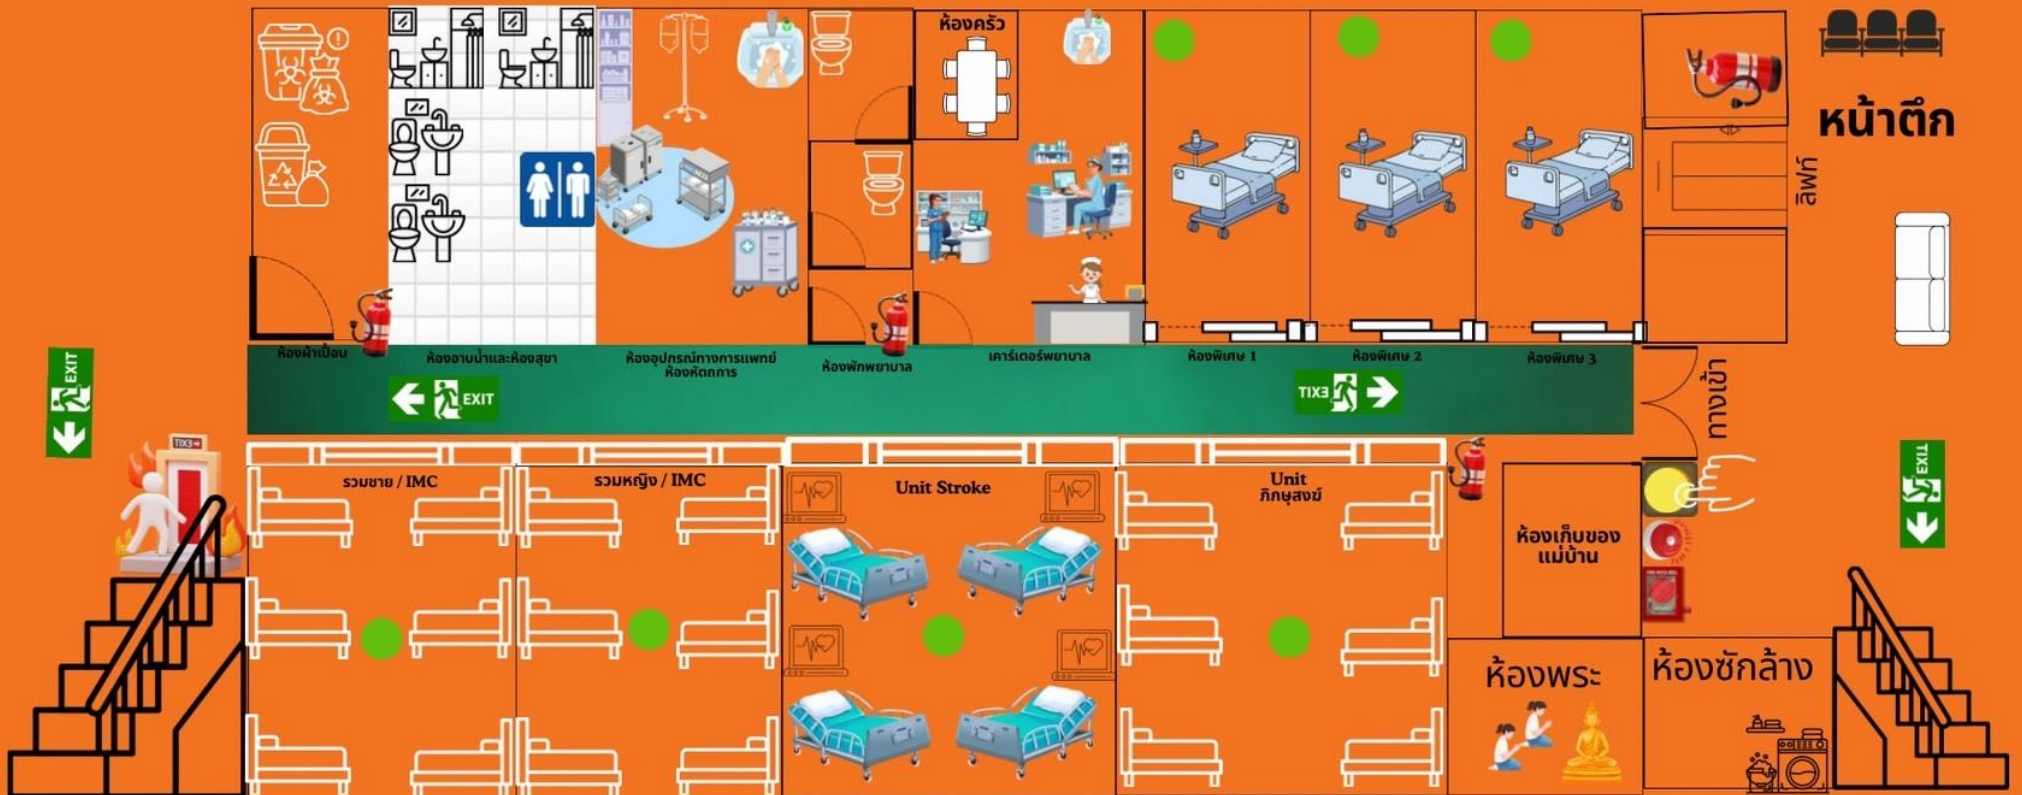 ห้องครัว
หน้าตึก
ลิฟท์
EXIT
ห้องผ้าเปื้อน
ห้องอาบน้ำและห้องสุขา
ห้องอุปกรณ์ทางการแพทย์
ห้องหัตถการ
ห้องพักพยาบาล
เคาร์เตอร์พยาบาล
ห้องพิเศษ 1
ห้องพิเศษ 2
ห้องพิเศษ 3
EXIT
EXIT
ทางเข้า
EXIT
EXIT
รวมชาย / IMC
รวมหญิง / IMC
Unit Stroke
Unit
ภิกษุสงฆ์
ห้องเก็บของ
แม่บ้าน
ห้องพระ
ห้องซักล้าง